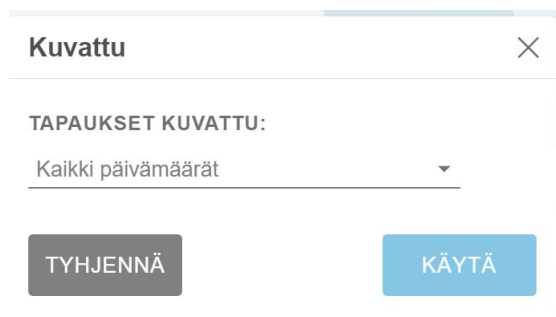 Kuvattu
TAPAUKSET KUVATTU:
Kaikki päivämäärät
TYHJENNÄ
KÄYTÄ